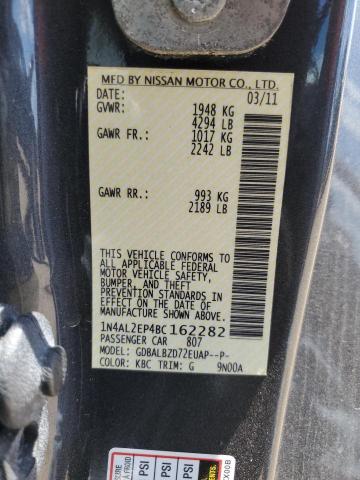 MFD BY NISSAN MOTOR CO., LTD.
DATE: 03/11
GVWR: 1948 KG
4294 LB
GAWR FR: 1017 KG
2242 LB
GAWR RR: 993 KG
2189 LB
THIS VEHICLE CONFORMS TO
ALL APPLICABLE FEDERAL
MOTOR VEHICLE SAFETY,
BUMPER, AND THEFT
PREVENTION STANDARDS IN
EFFECT ON THE DATE OF
MANUFACTURE SHOWN ABOVE.
1N4AL2EP4BC162282
PASSENGER CAR 807
MODEL: GDBALBZD72EUAP--P-
COLOR: KBC TRIM: G 9N00A
À FROID
PSI
PSI
PSI